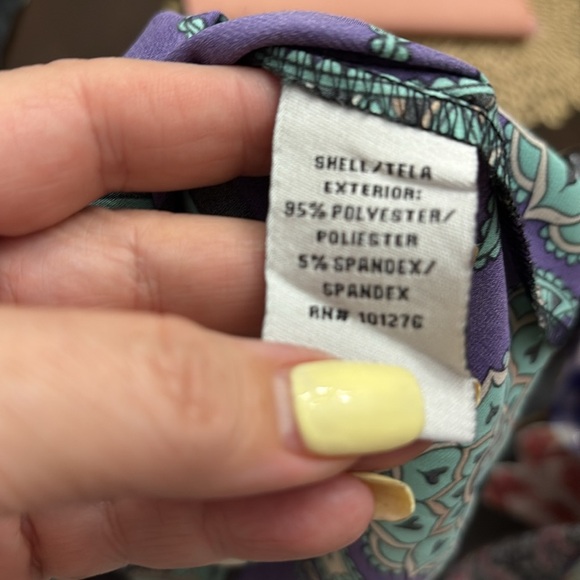 SHELL/TELA
EXTERIOR:
95% POLYESTER/
POLIESTER
5% SPANDEX/
SPANDEX
RN# 101276